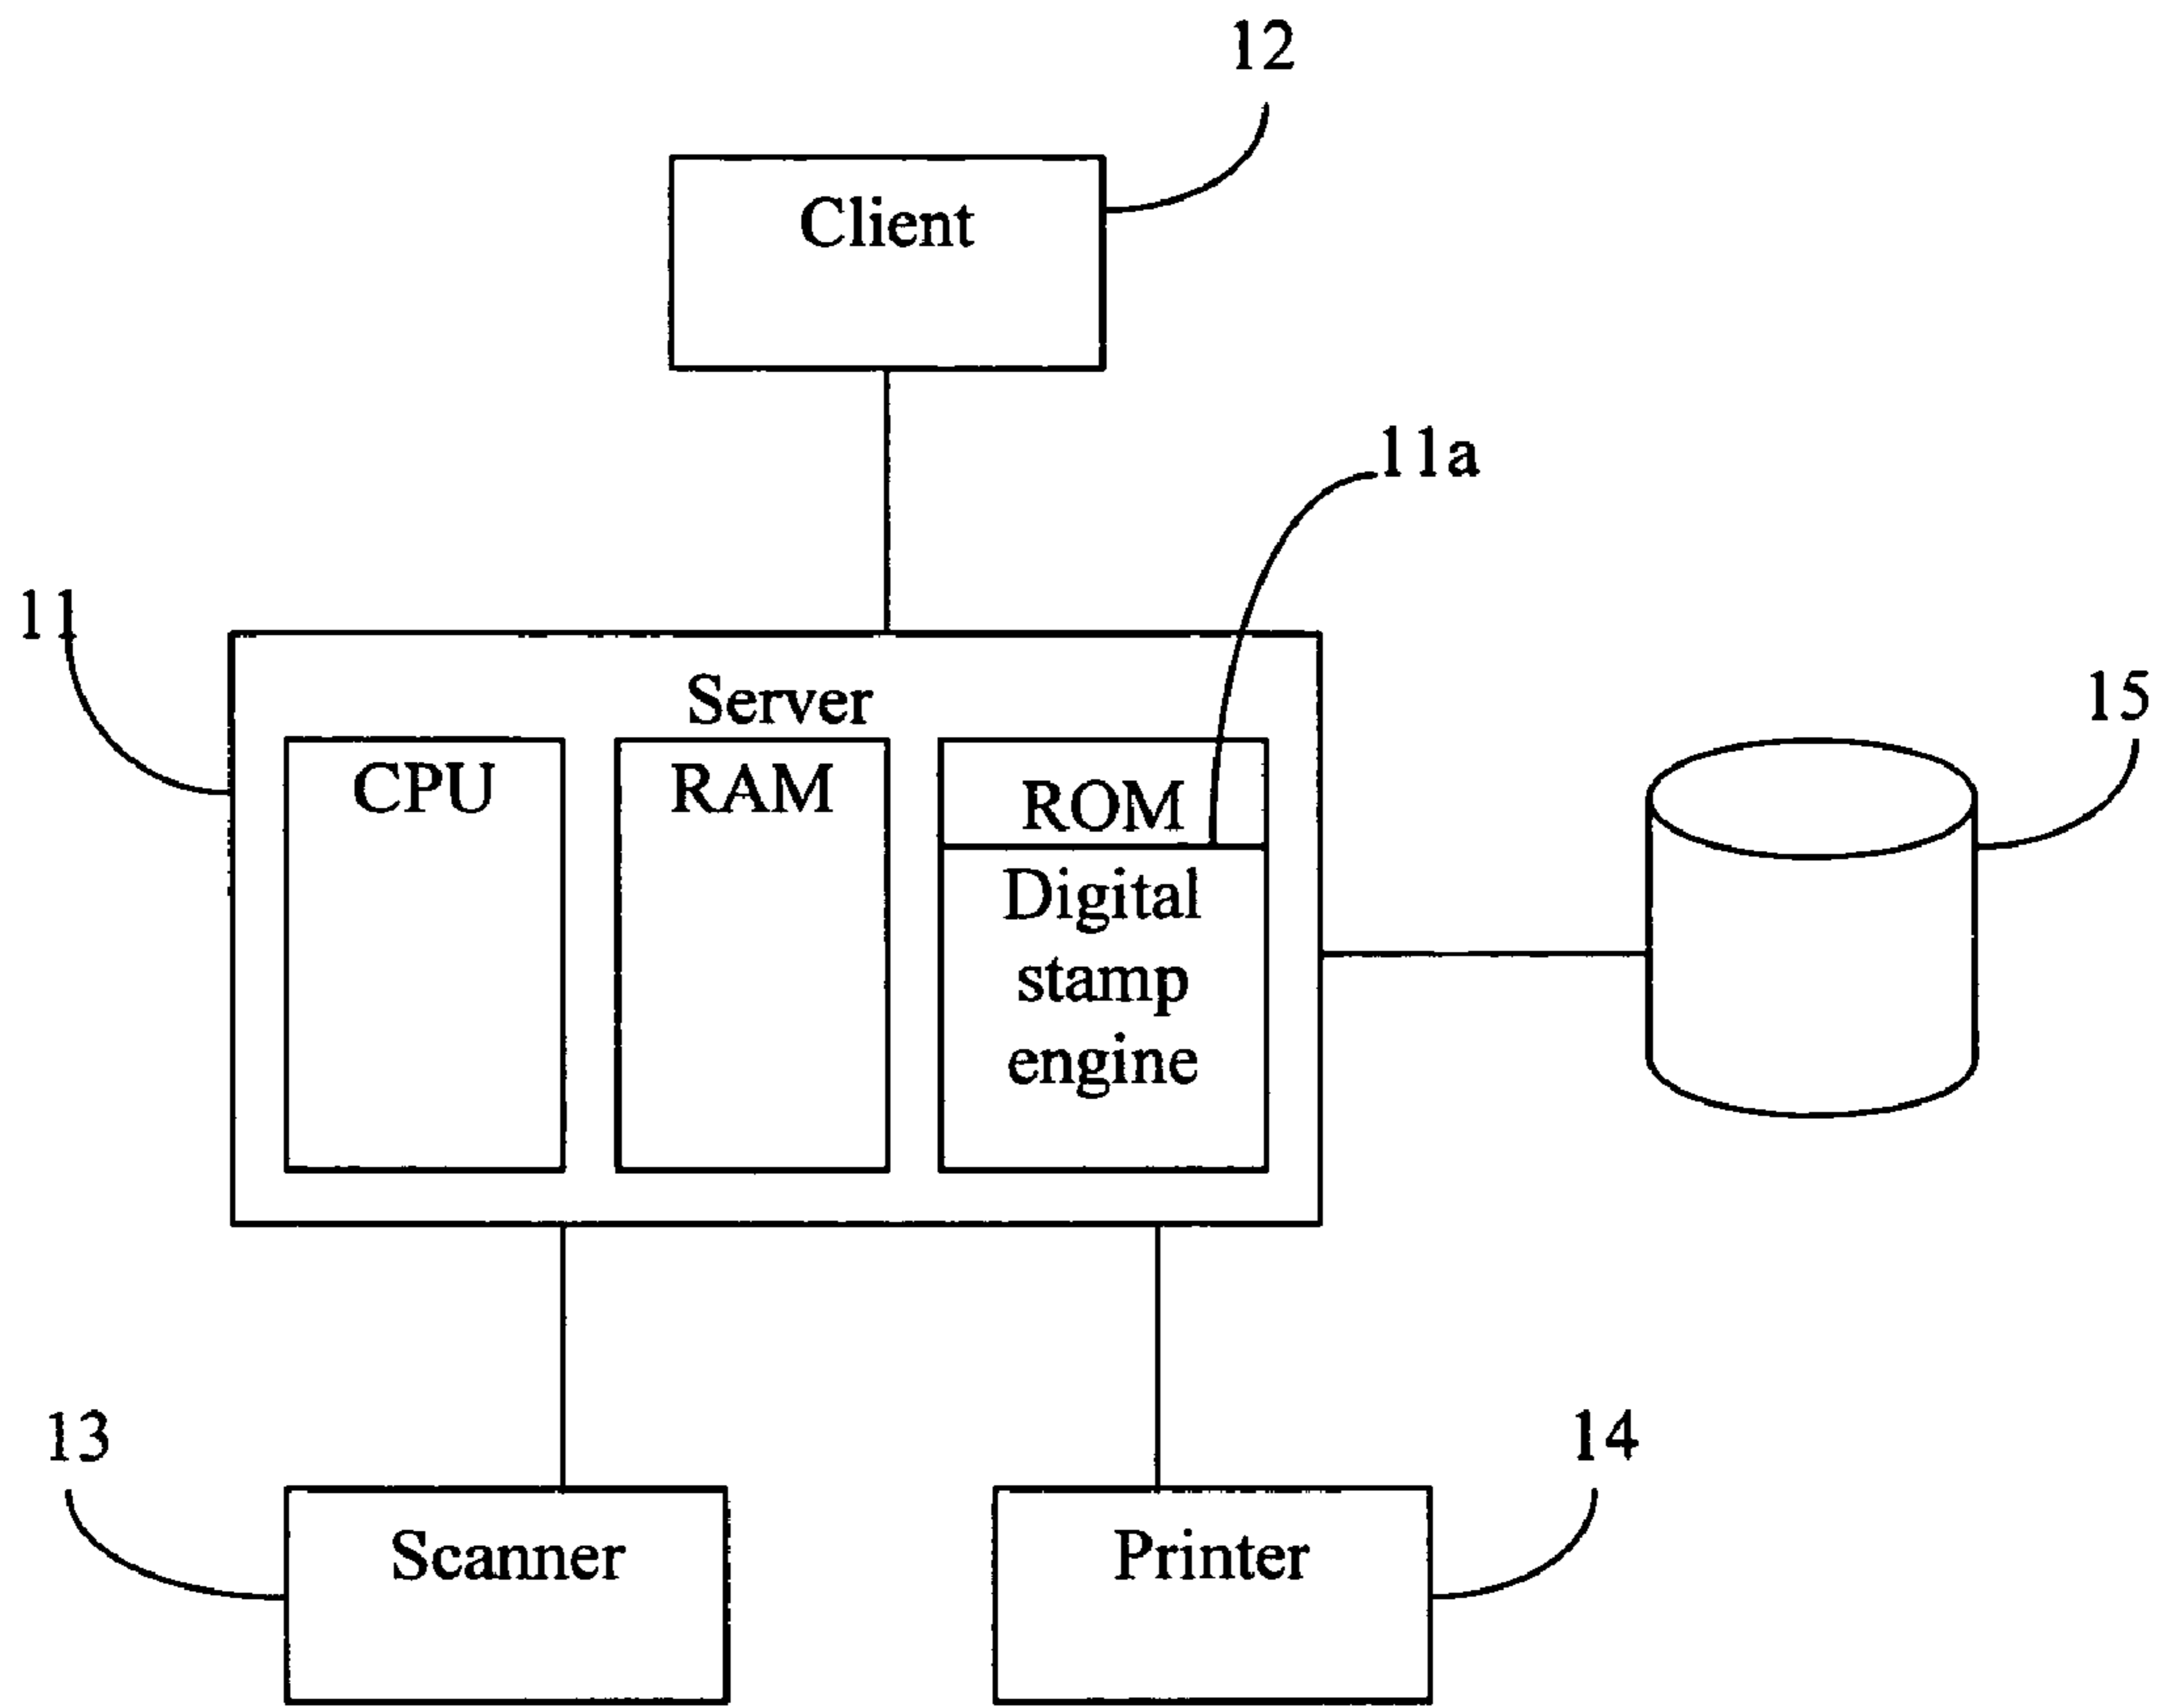 12
Client
11a
11
Server
15
CPU
RAM
ROM
Digital
stamp
engine
13
14
Scanner
Printer